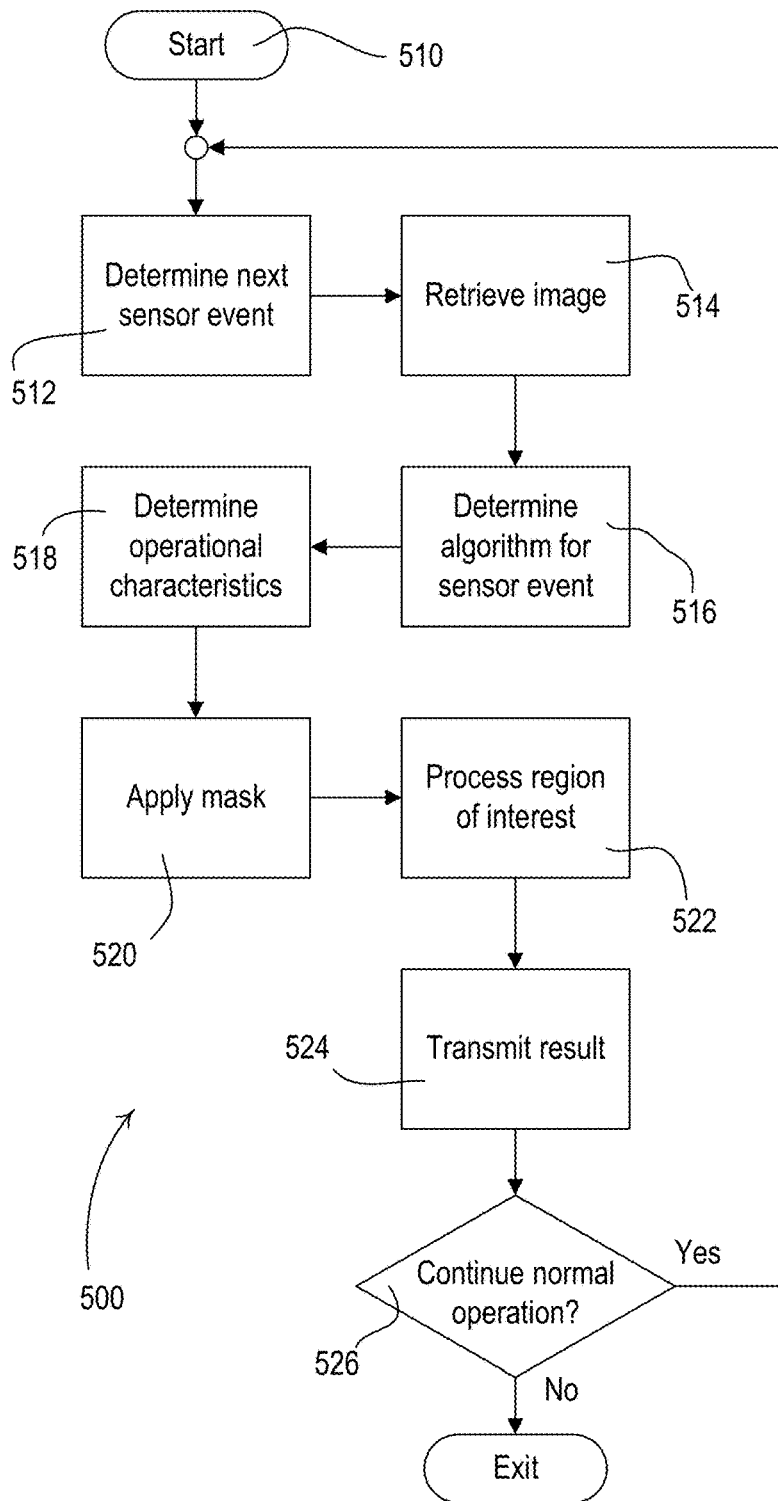 Start
510
Determine next
sensor event
512
Retrieve image
514
Determine
algorithm for
sensor event
516
Determine
operational
characteristics
518
Apply mask
520
Process region
of interest
522
Transmit result
524
Continue normal
operation?
526
Yes
No
Exit
500